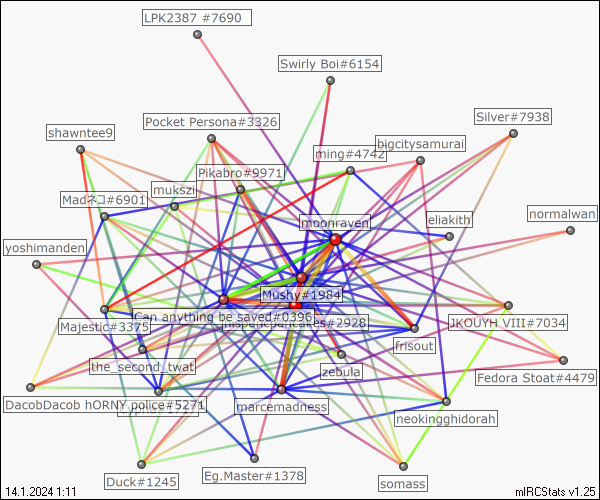 LPK2387 #7690
Swirly Boi#6154
Silver#7938
Pocket Persona#3326
shawntee9
bigcitysamurai
ming#4742
Pikabro#9971
mukszi
Madネコ#6901
normalwan
moonraven
eliakith
yoshimanden
Mushy#1984
Can anything be saved#0396
#2928
JKOUYH VIII#7034
Majestic#3375
frisout
the_second_twat
zebula
Fedora Stoat#4479
DacobDacob hORNY police#5271
marcemadness
neokingghidorah
Eg.Master#1378
Duck#1245
somass
14.1.2024 1:11
mIRCStats v1.25